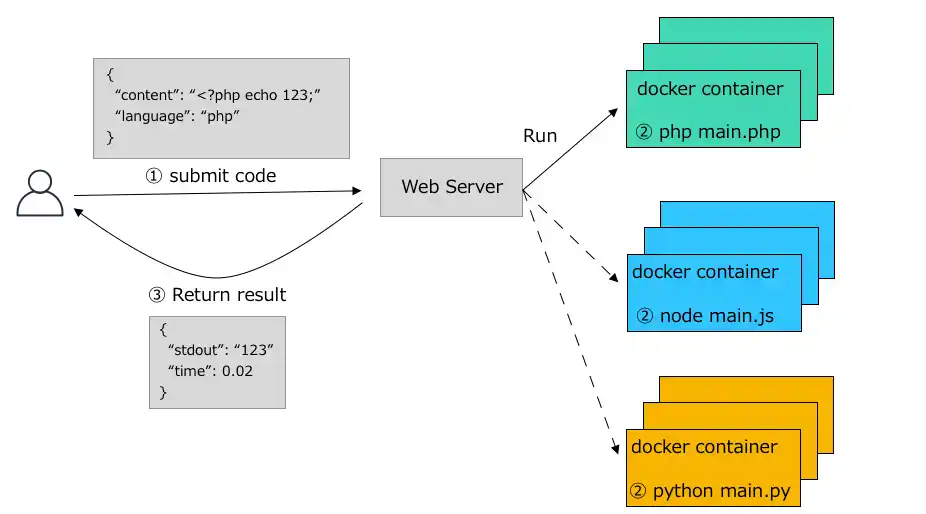 {
“content”: “<?php echo 123;”
“language”: “php”
}
① submit code
Web Server
Run
③ Return result
{
“stdout”: “123”
“time”: 0.02
}
docker container
② php main.php
docker container
② node main.js
docker container
② python main.py